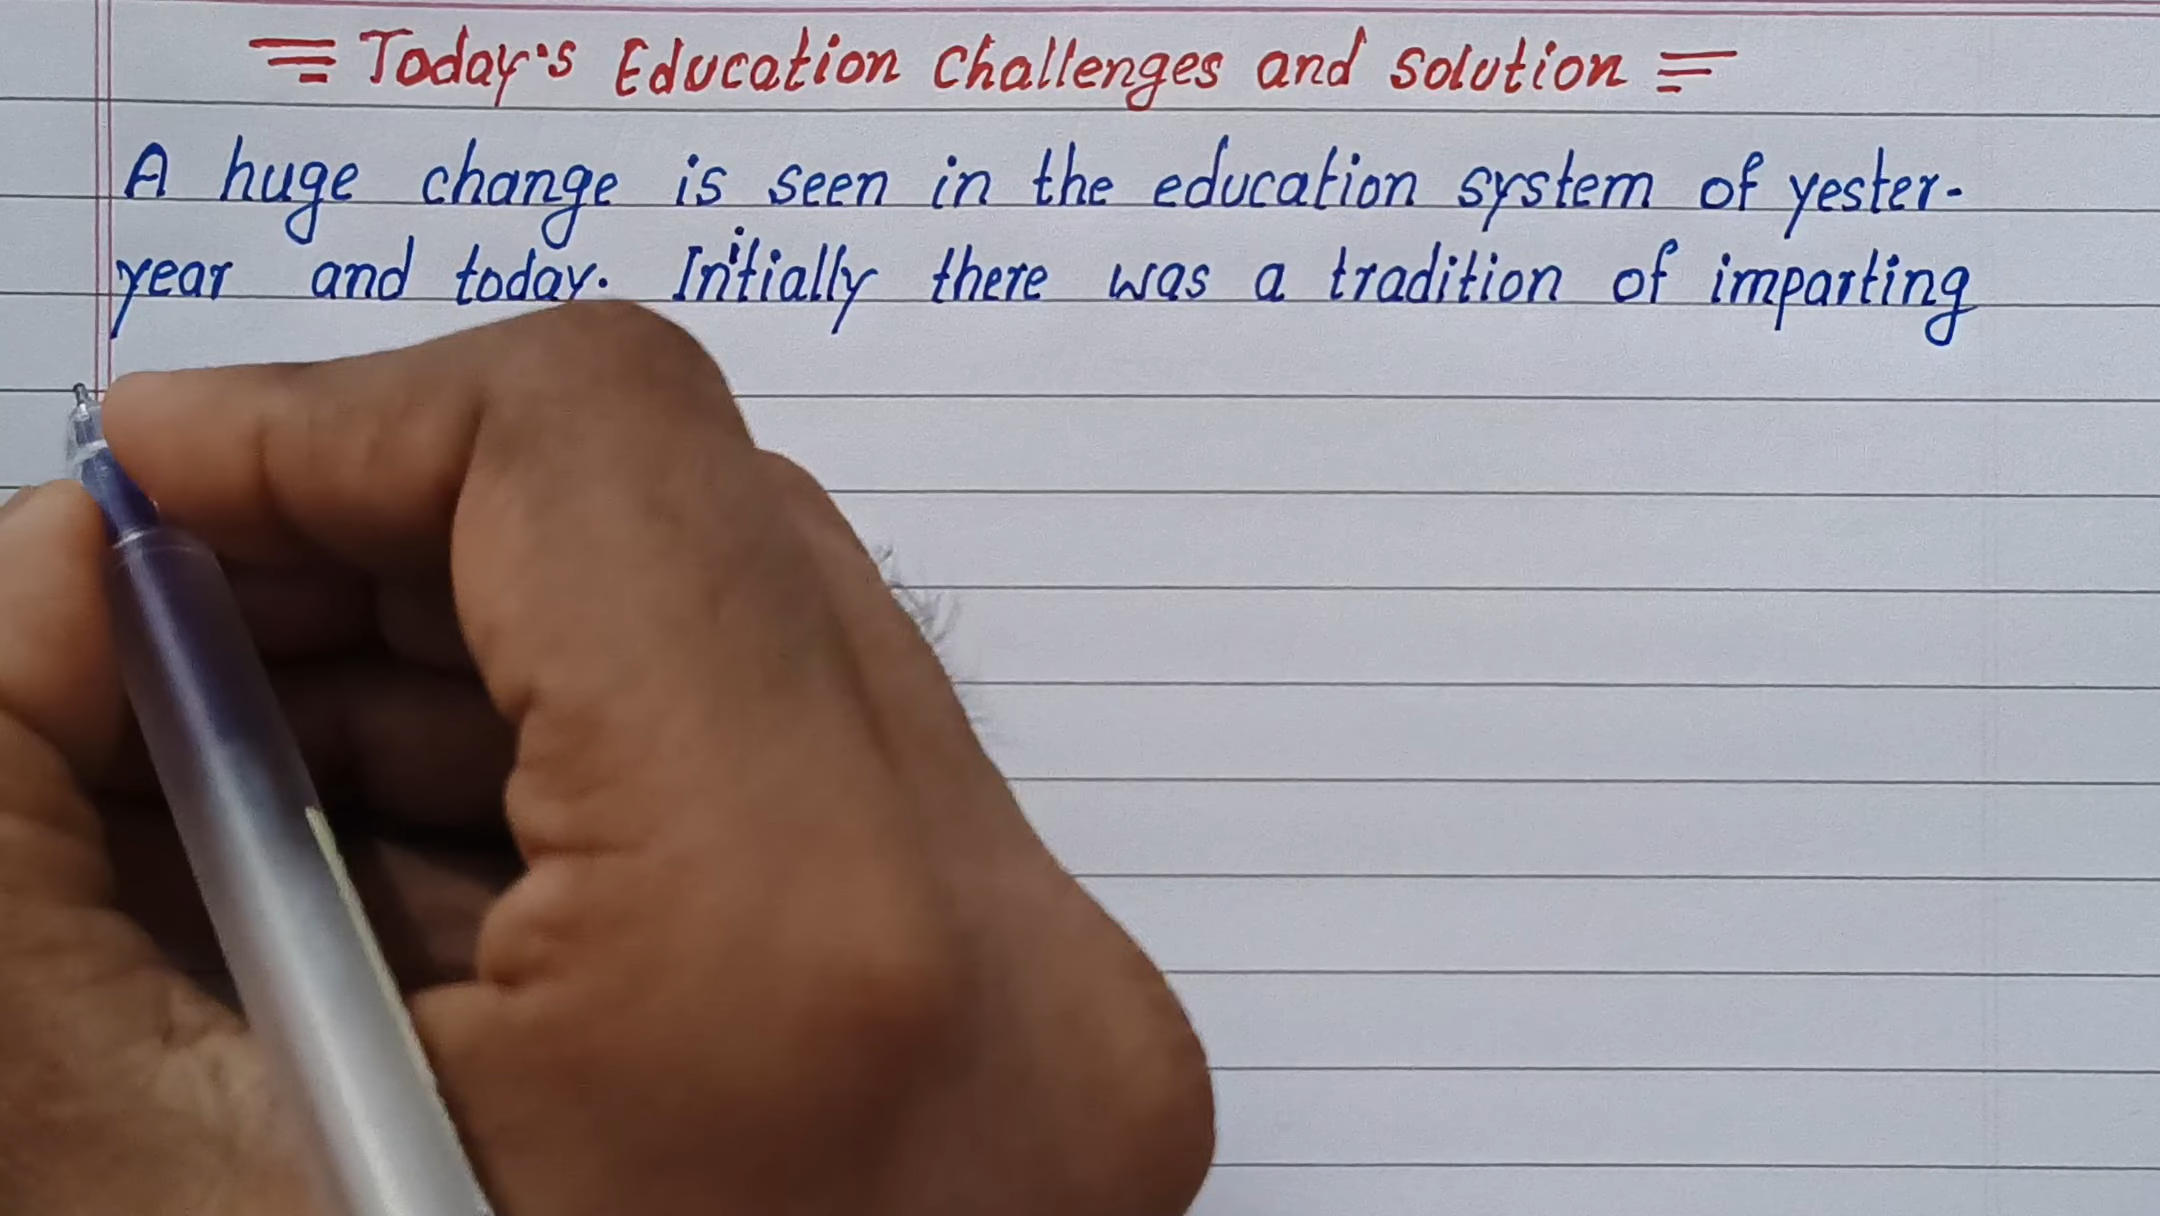 Today's Education Challenges and Solution
A huge change is seen in the education system of yester-
year and today. Initially there was a tradition of imparting